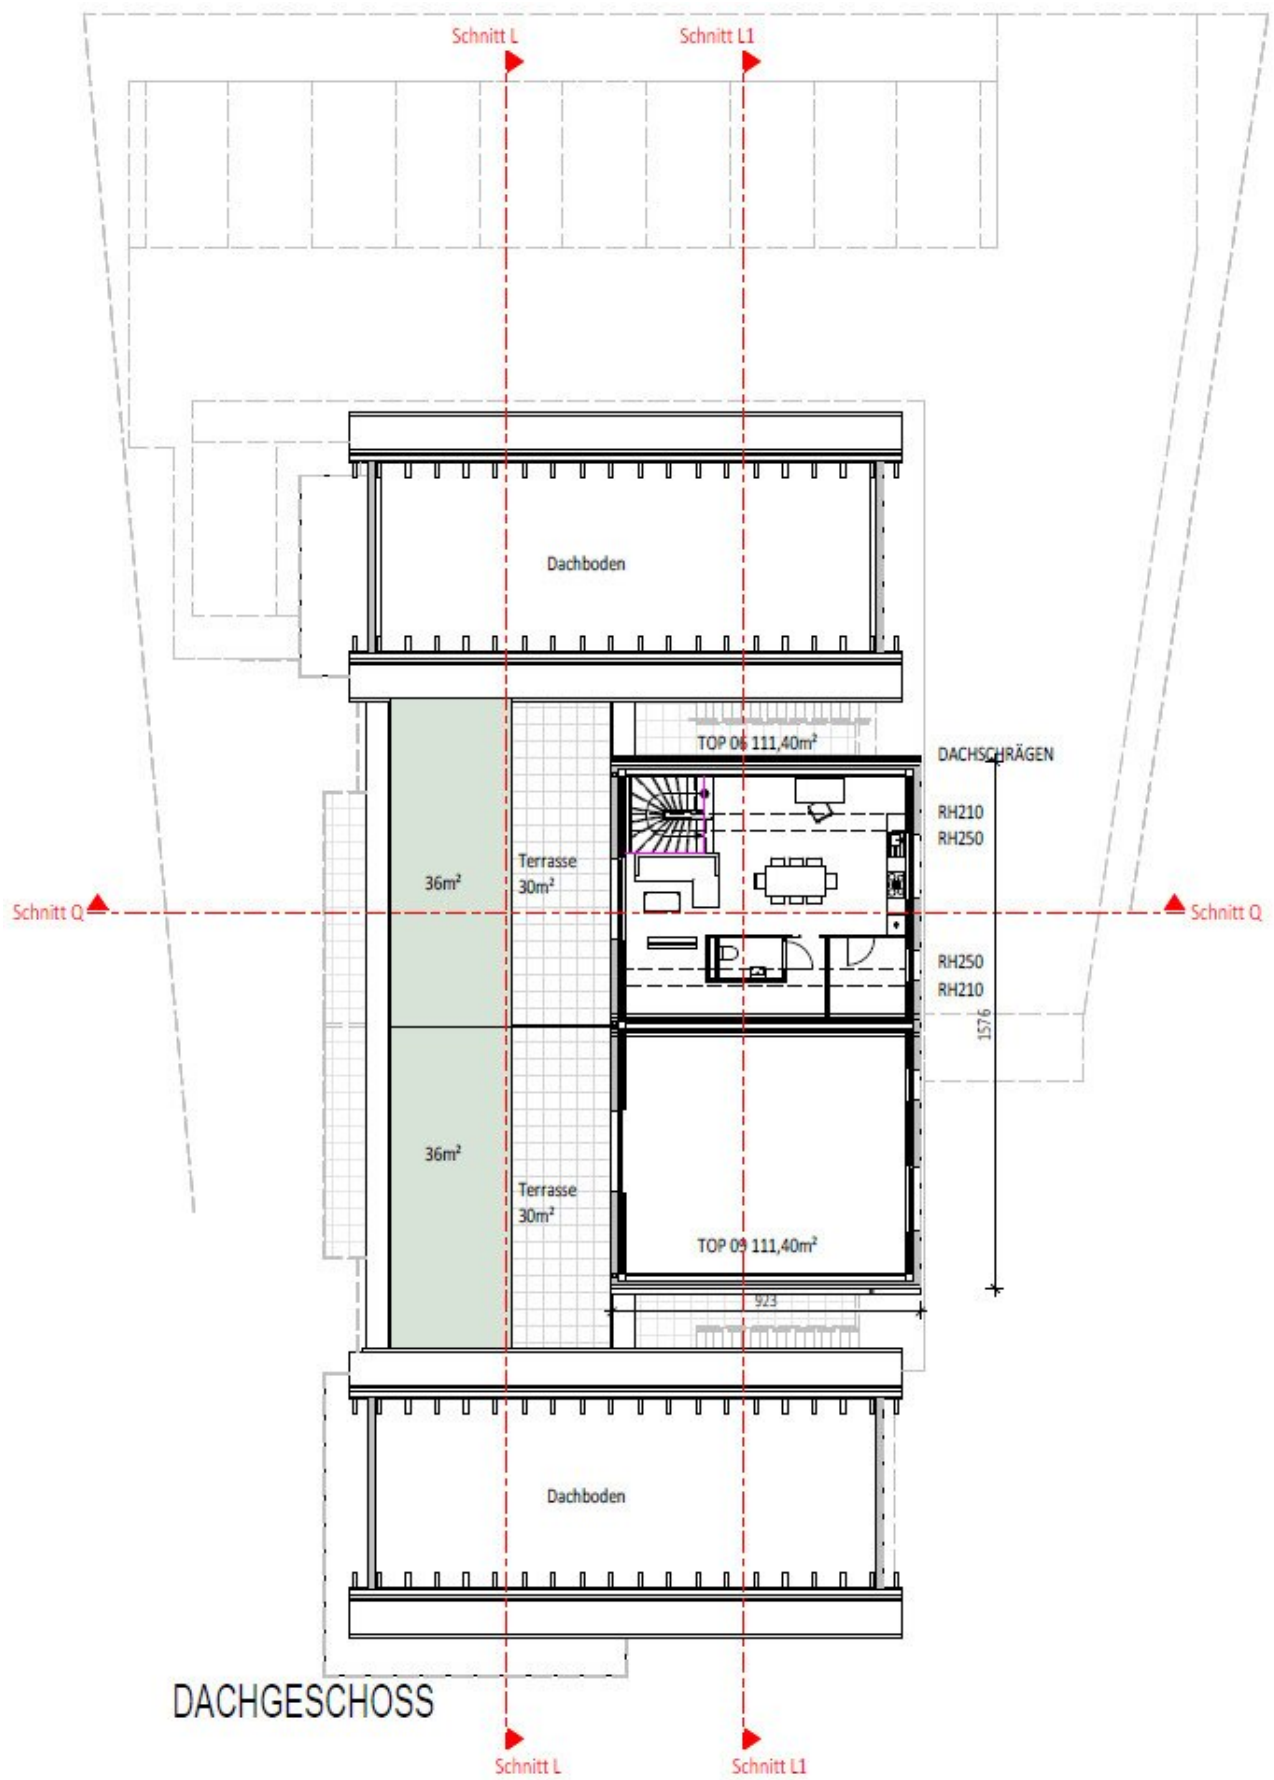 Schnitt L
Schnitt L1
Dachboden
TOP 06 111,40m²
DACHSCHRÄGEN
RH210
RH250
Terrasse
30m²
36m²
Schnitt Q
Schnitt Q
RH250
RH210
1576
36m²
Terrasse
30m²
TOP 09 111,40m²
923
Dachboden
DACHGESCHOSS
Schnitt L
Schnitt L1